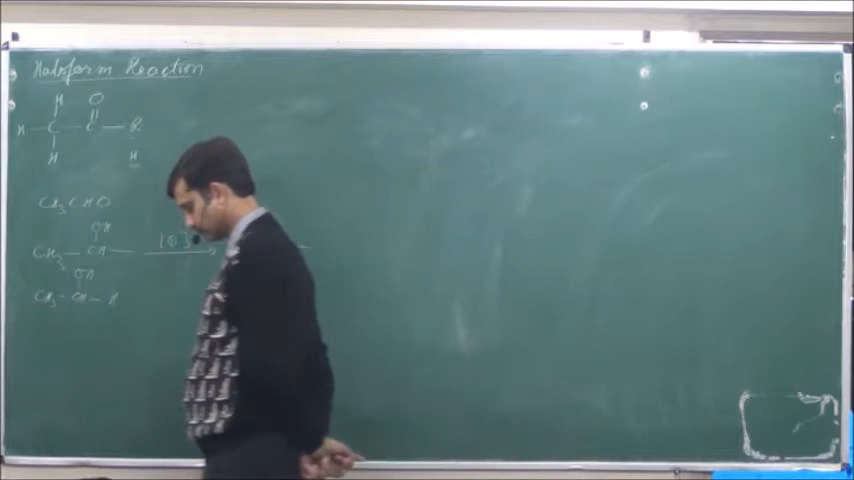 Haloform Reaction
H O
||
H — C — C — R
H H
CH3CHO
OH
CH3 — CH — [O]
OH
CH3 — CH — H